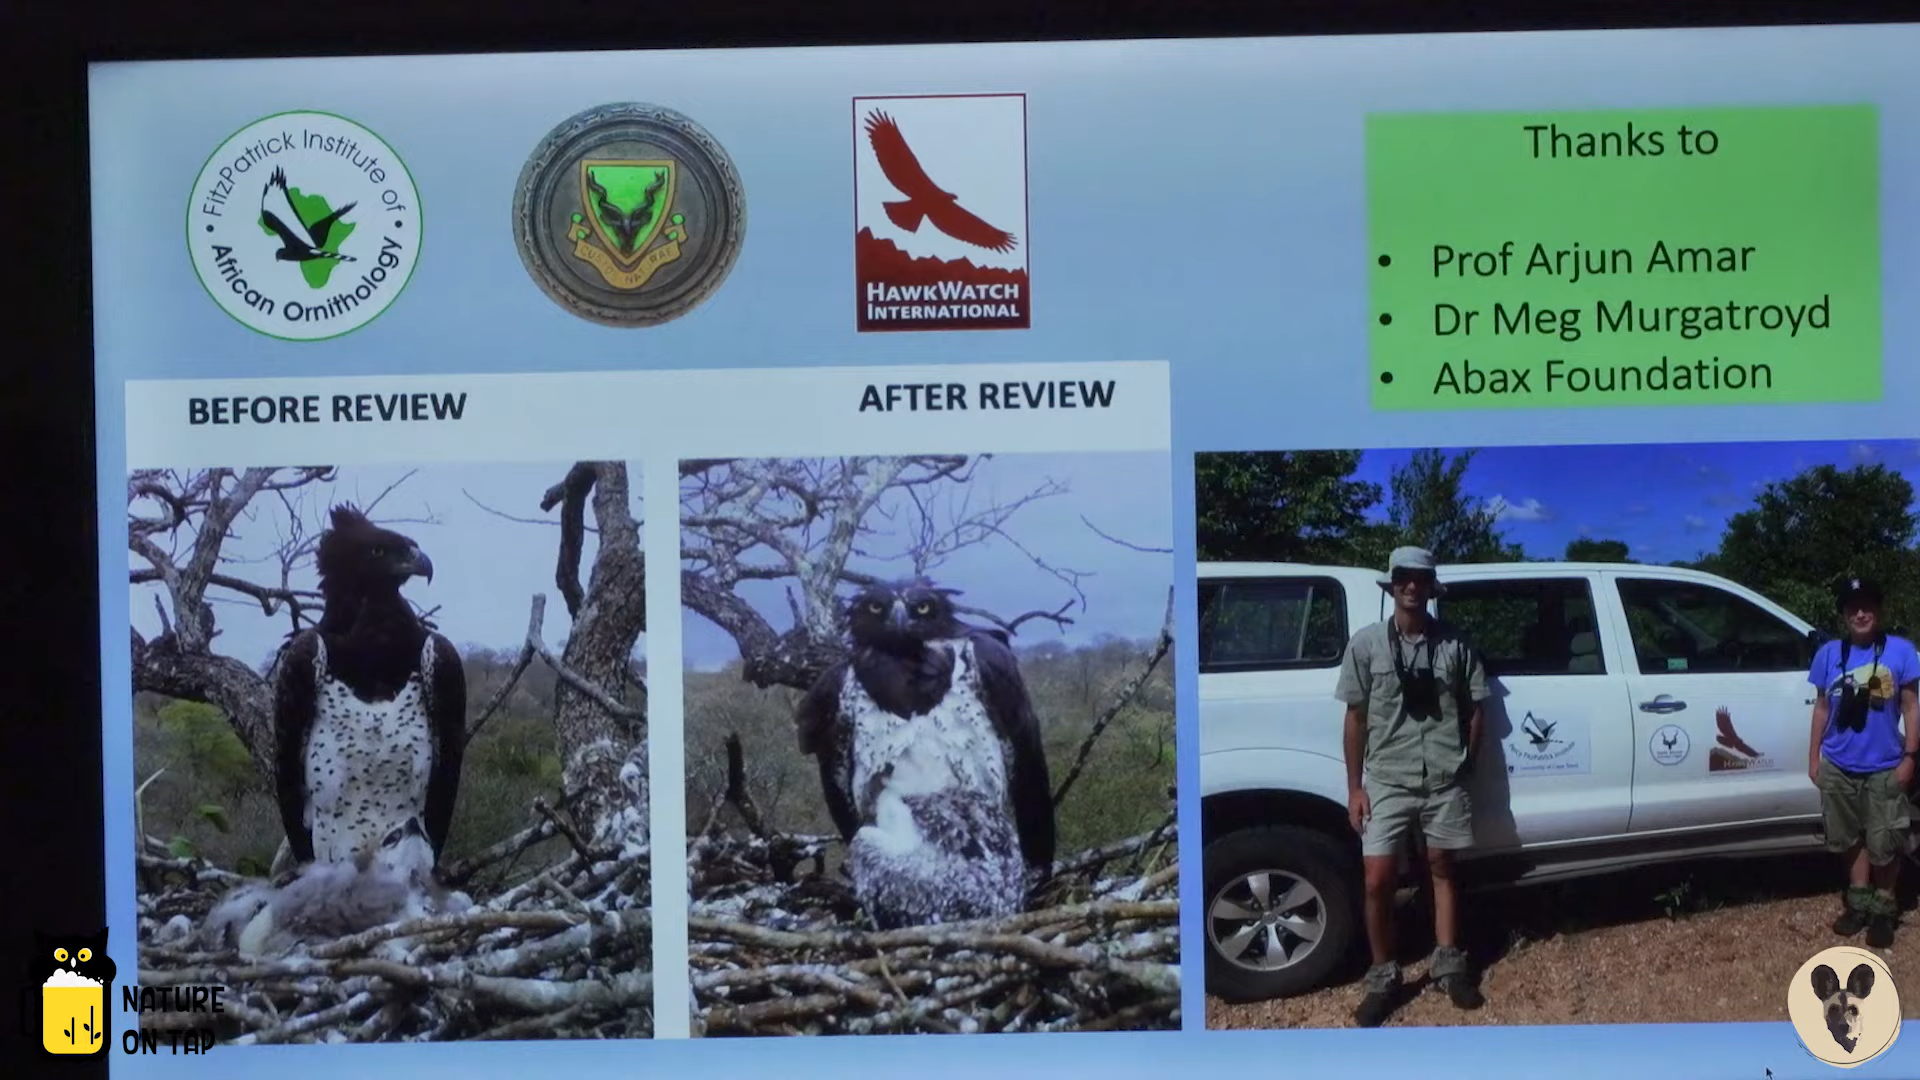 FitzPatrick Institute of
African Ornithology
HAWKWATCH
INTERNATIONAL
Thanks to
• Prof Arjun Amar
• Dr Meg Murgatroyd
• Abax Foundation
BEFORE REVIEW
AFTER REVIEW
HAWKWATCH
NATURE
ON TAP